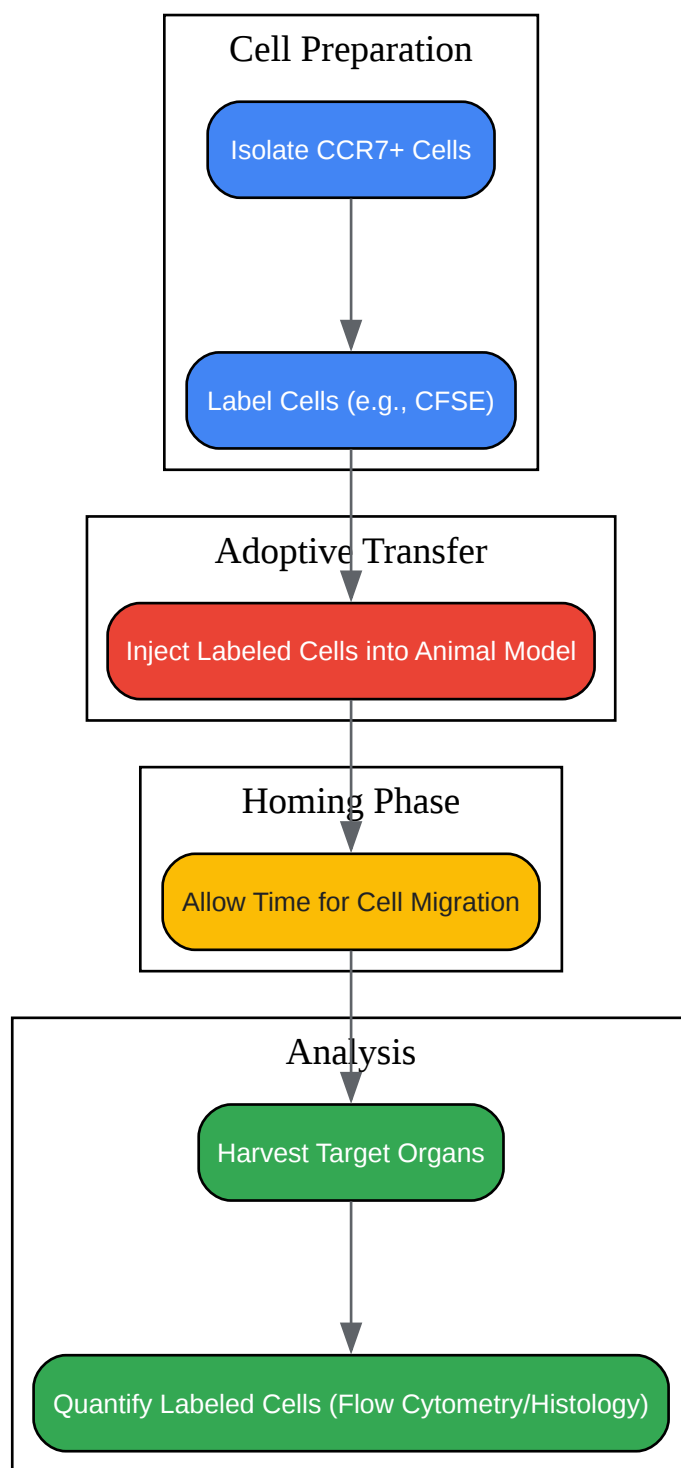 Cell Preparation
Isolate CCR7+ Cells
Label Cells (e.g., CFSE)
Adoptive Transfer
Inject Labeled Cells into Animal Model
Homing Phase
Allow Time for Cell Migration
Analysis
Harvest Target Organs
Quantify Labeled Cells (Flow Cytometry/Histology)